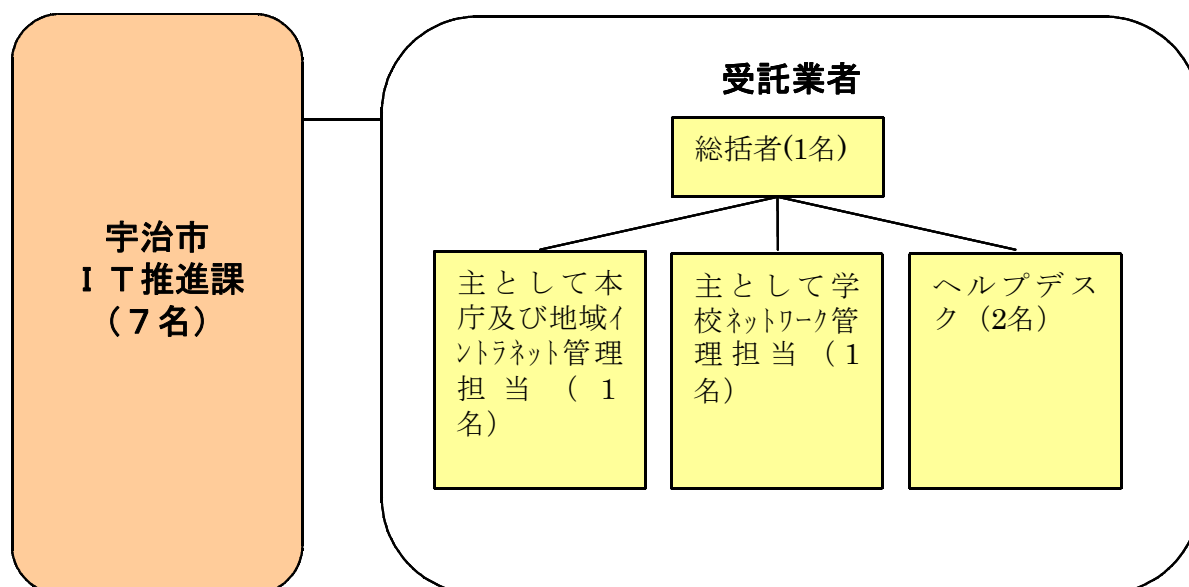 宇治市
ＩＴ推進課
（７名）
受託業者
総括者(1名)
主として本
庁及び地域ｲ
ﾝﾄﾗﾈｯﾄ管理
担当（1
名）
主として学
校ﾈｯﾄﾜｰｸ管
理担当（1
名）
ヘルプデス
ク（2名）